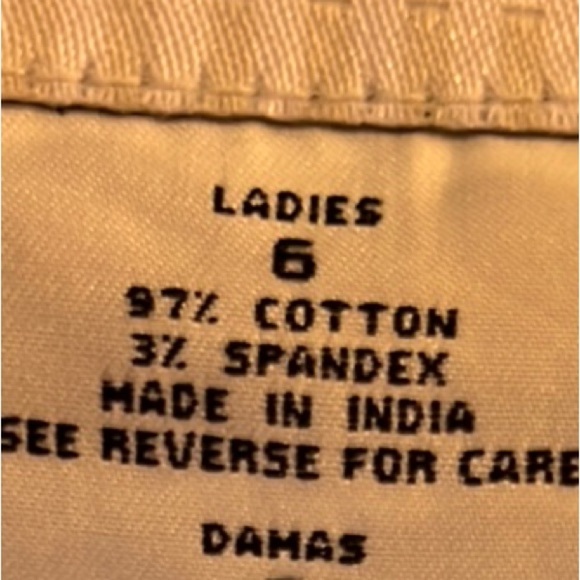 LADIES
6
97% COTTON
3% SPANDEX
MADE IN INDIA
SEE REVERSE FOR CARE
DAMAS